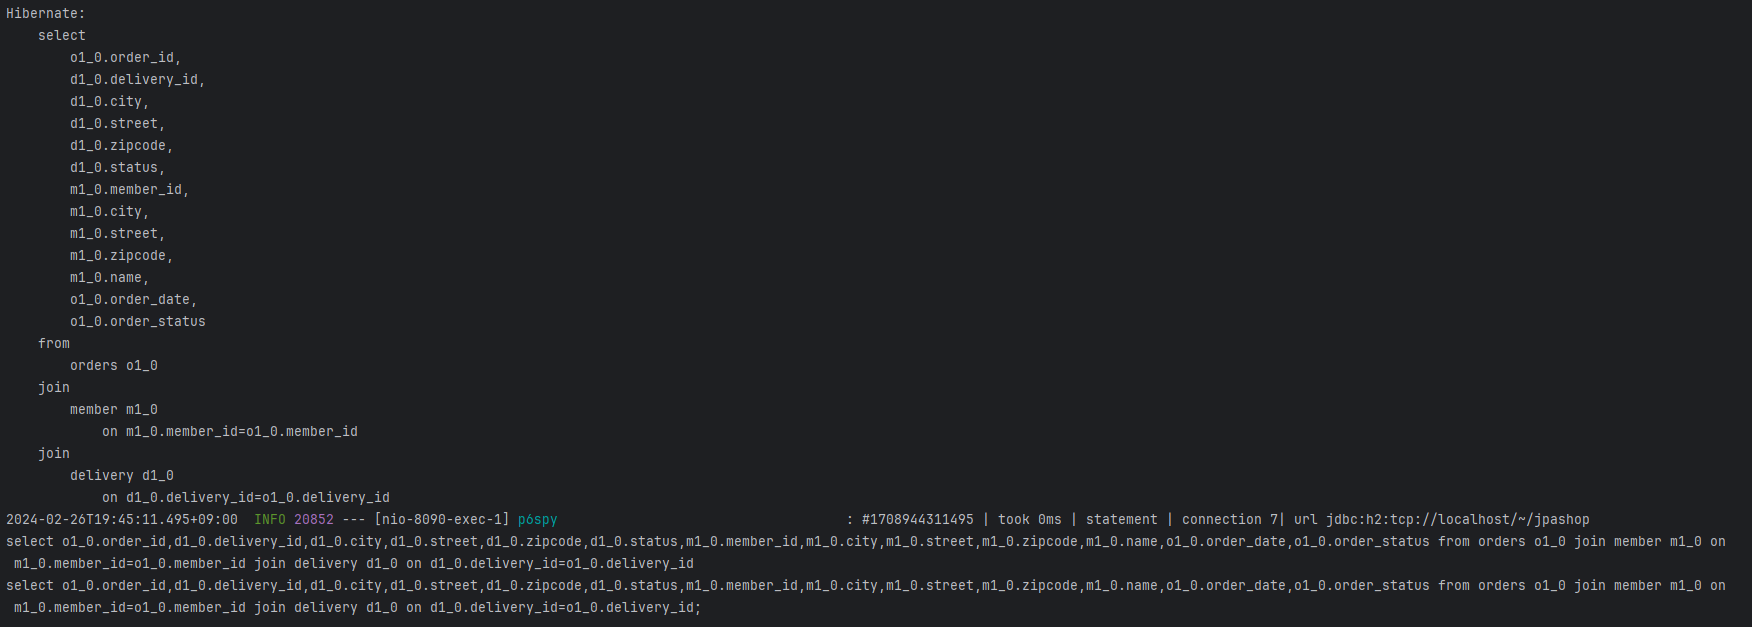 Hibernate:
    select
        o1_0.order_id,
        d1_0.delivery_id,
        d1_0.city,
        d1_0.street,
        d1_0.zipcode,
        d1_0.status,
        m1_0.member_id,
        m1_0.city,
        m1_0.street,
        m1_0.zipcode,
        m1_0.name,
        o1_0.order_date,
        o1_0.order_status
    from
        orders o1_0
    join
        member m1_0
            on m1_0.member_id=o1_0.member_id
    join
        delivery d1_0
            on d1_0.delivery_id=o1_0.delivery_id
2024-02-26T19:45:11.495+09:00  INFO 20852 --- [nio-8090-exec-1] p6spy                                    : #1708944311495 | took 0ms | statement | connection 7| url jdbc:h2:tcp://localhost/~/jpashop
select o1_0.order_id,d1_0.delivery_id,d1_0.city,d1_0.street,d1_0.zipcode,d1_0.status,m1_0.member_id,m1_0.city,m1_0.street,m1_0.zipcode,m1_0.name,o1_0.order_date,o1_0.order_status from orders o1_0 join member m1_0 on
 m1_0.member_id=o1_0.member_id join delivery d1_0 on d1_0.delivery_id=o1_0.delivery_id
select o1_0.order_id,d1_0.delivery_id,d1_0.city,d1_0.street,d1_0.zipcode,d1_0.status,m1_0.member_id,m1_0.city,m1_0.street,m1_0.zipcode,m1_0.name,o1_0.order_date,o1_0.order_status from orders o1_0 join member m1_0 on
 m1_0.member_id=o1_0.member_id join delivery d1_0 on d1_0.delivery_id=o1_0.delivery_id;